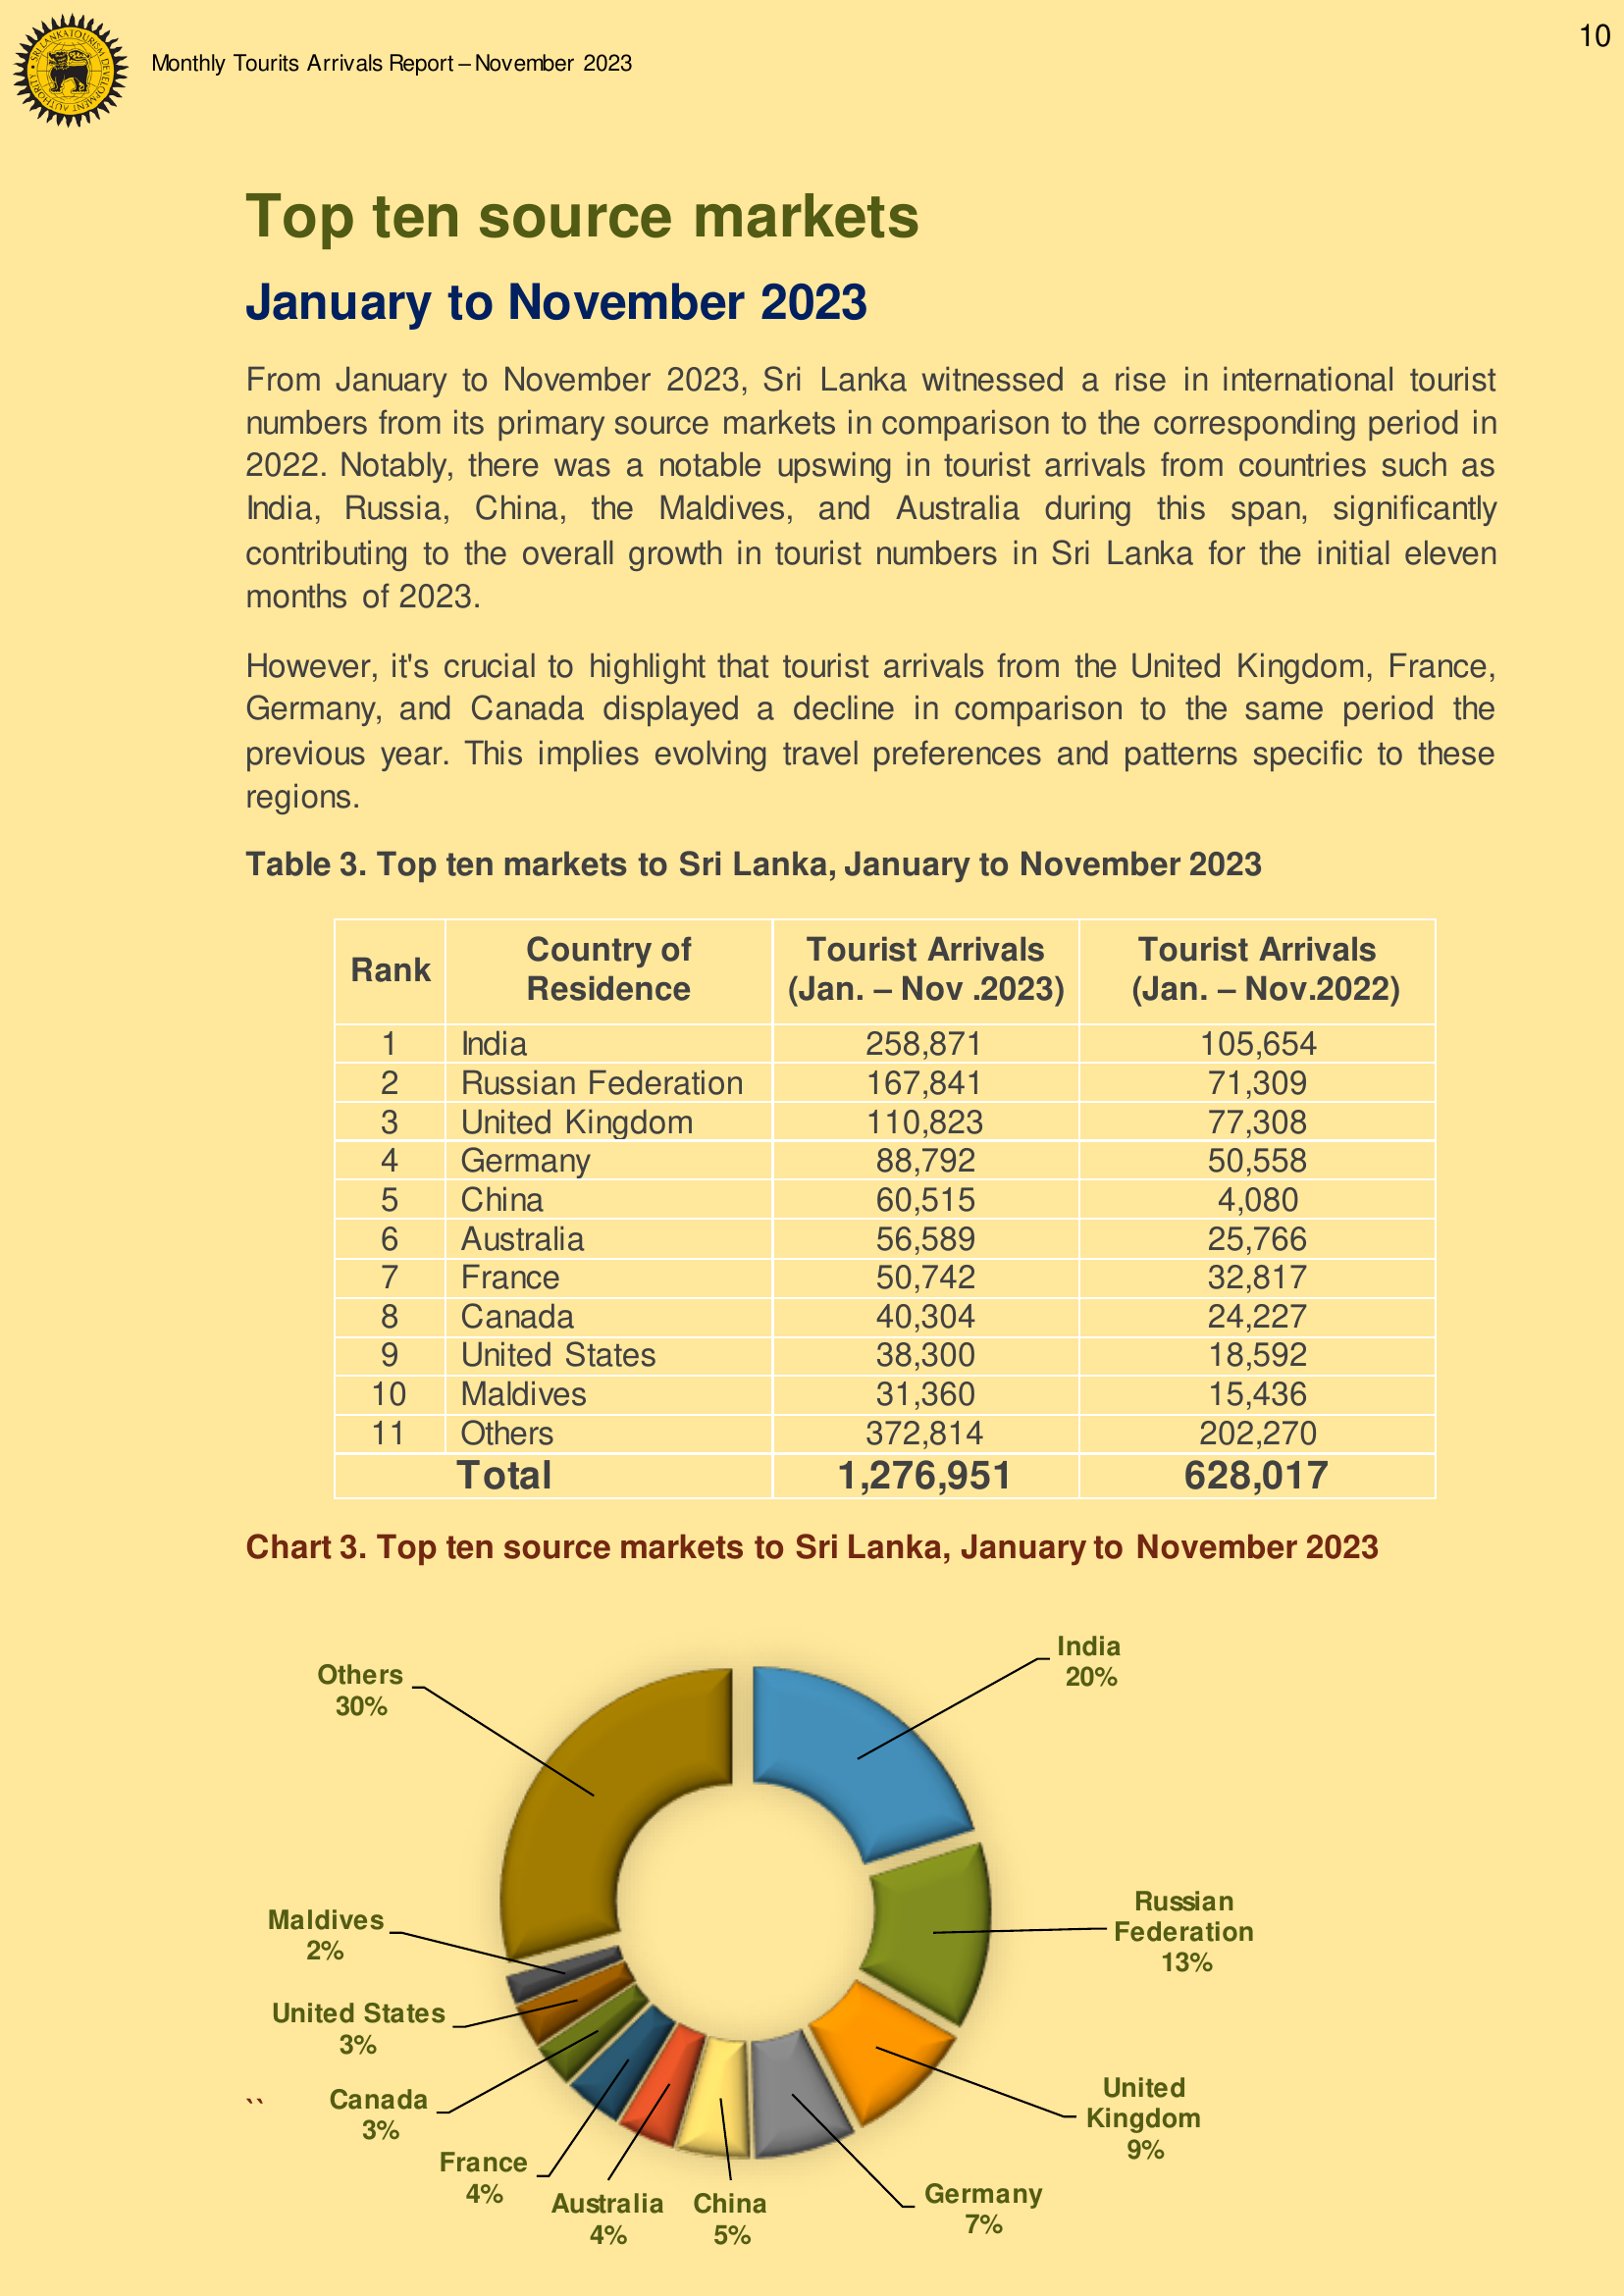 10
SRI LANKA TOURISM DEVELOPMENT AUTHORITY
Monthly Tourits Arrivals Report – November 2023
Top ten source markets
January to November 2023
From January to November 2023, Sri Lanka witnessed a rise in international tourist
numbers from its primary source markets in comparison to the corresponding period in
2022. Notably, there was a notable upswing in tourist arrivals from countries such as
India, Russia, China, the Maldives, and Australia during this span, significantly
contributing to the overall growth in tourist numbers in Sri Lanka for the initial eleven
months of 2023.
However, it's crucial to highlight that tourist arrivals from the United Kingdom, France,
Germany, and Canada displayed a decline in comparison to the same period the
previous year. This implies evolving travel preferences and patterns specific to these
regions.
Table 3. Top ten markets to Sri Lanka, January to November 2023
Rank Country of Residence Tourist Arrivals (Jan. – Nov .2023) Tourist Arrivals (Jan. – Nov.2022)
1 India 258,871 105,654
2 Russian Federation 167,841 71,309
3 United Kingdom 110,823 77,308
4 Germany 88,792 50,558
5 China 60,515 4,080
6 Australia 56,589 25,766
7 France 50,742 32,817
8 Canada 40,304 24,227
9 United States 38,300 18,592
10 Maldives 31,360 15,436
11 Others 372,814 202,270
Total 1,276,951 628,017
Chart 3. Top ten source markets to Sri Lanka, January to November 2023
India
20%
Russian
Federation
13%
United
Kingdom
9%
Germany
7%
China
5%
Australia
4%
France
4%
Canada
3%
United States
3%
Maldives
2%
Others
30%
``